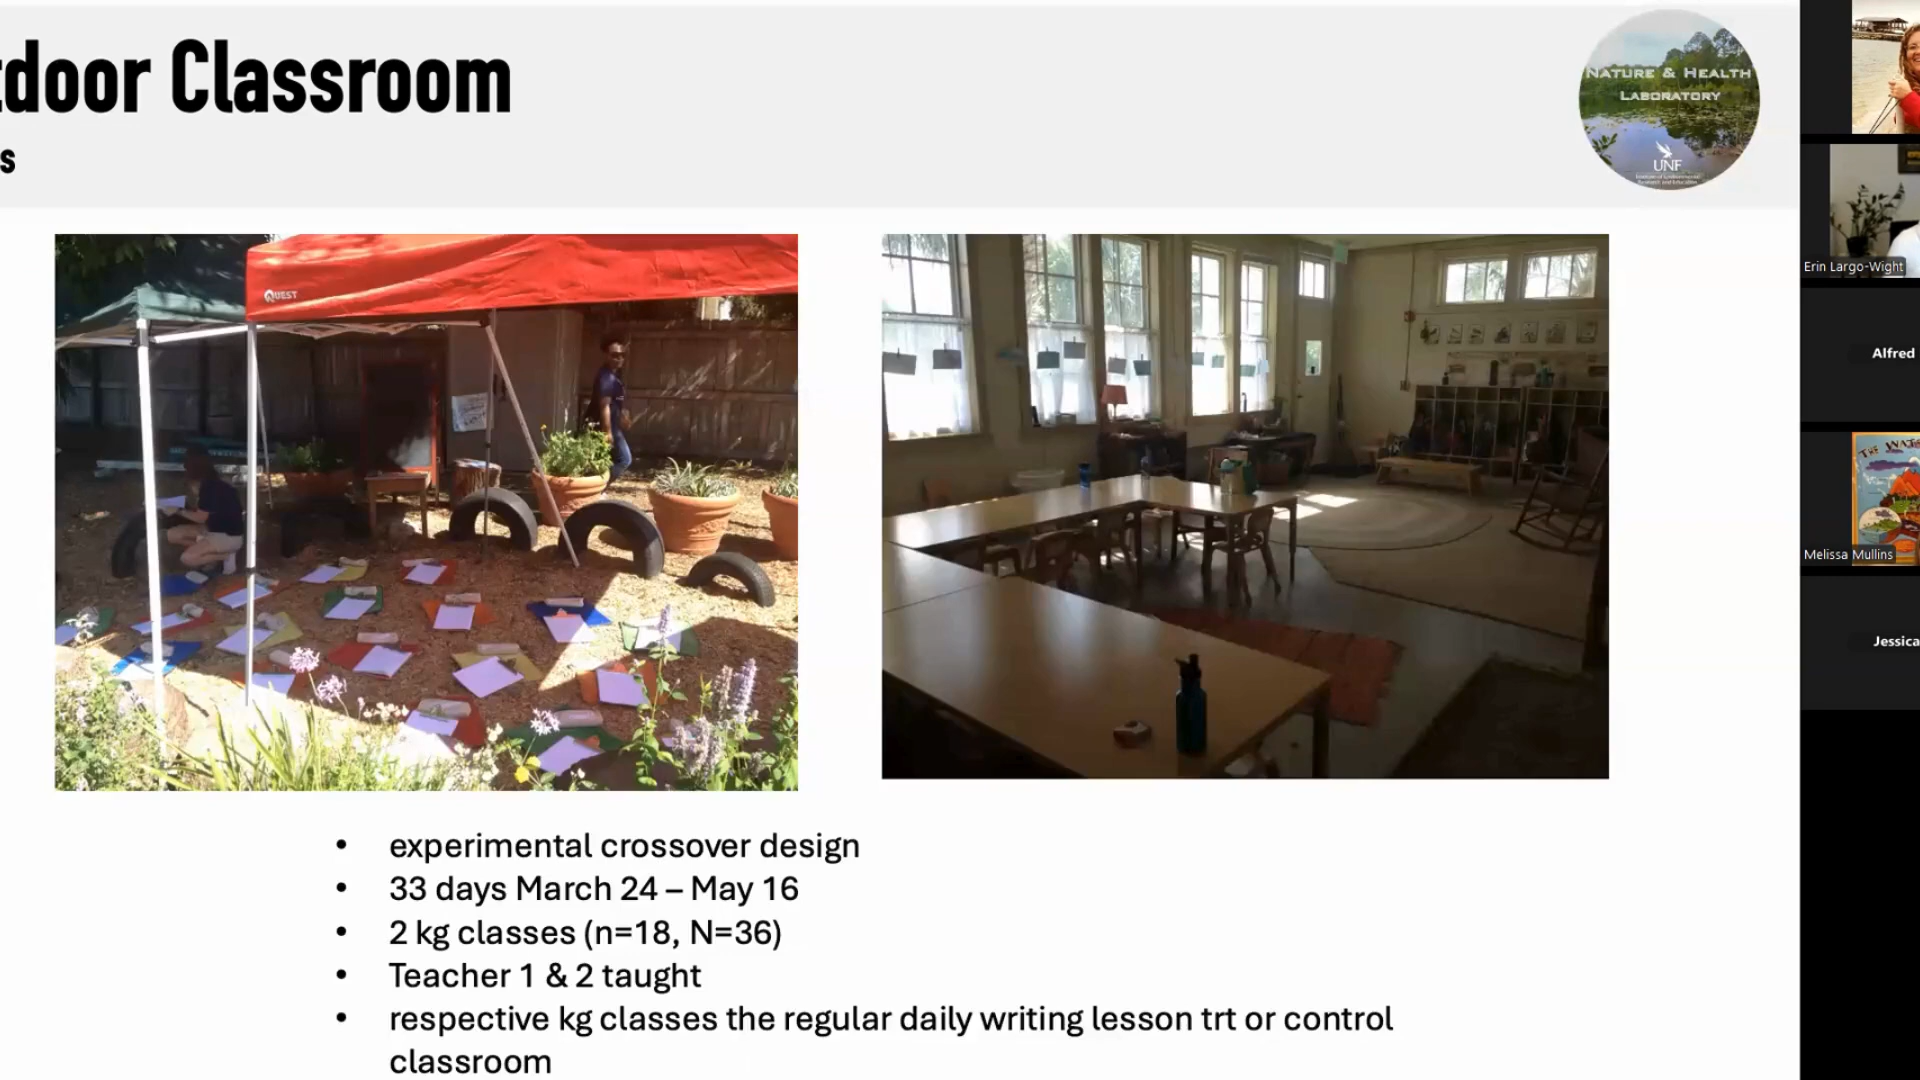 tdoor Classroom
s
NATURE & HEALTH
LABORATORY
UNF
QUEST
experimental crossover design
33 days March 24 – May 16
2 kg classes (n=18, N=36)
Teacher 1 & 2 taught
respective kg classes the regular daily writing lesson trt or control
classroom
Erin Largo-Wight
Alfred
THE WAT
Melissa Mullins
Jessica